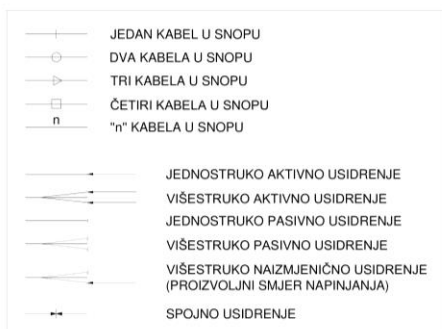 JEDAN KABEL U SNOPU
DVA KABELA U SNOPU
TRI KABELA U SNOPU
ČETIRI KABELA U SNOPU
n
"n" KABELA U SNOPU
JEDNOSTRUKO AKTIVNO USIDRENJE
VIŠESTRUKO AKTIVNO USIDRENJE
JEDNOSTRUKO PASIVNO USIDRENJE
VIŠESTRUKO PASIVNO USIDRENJE
VIŠESTRUKO NAIZMJENIČNO USIDRENJE
(PROIZVOLJNI SMJER NAPINJANJA)
SPOJNO USIDRENJE